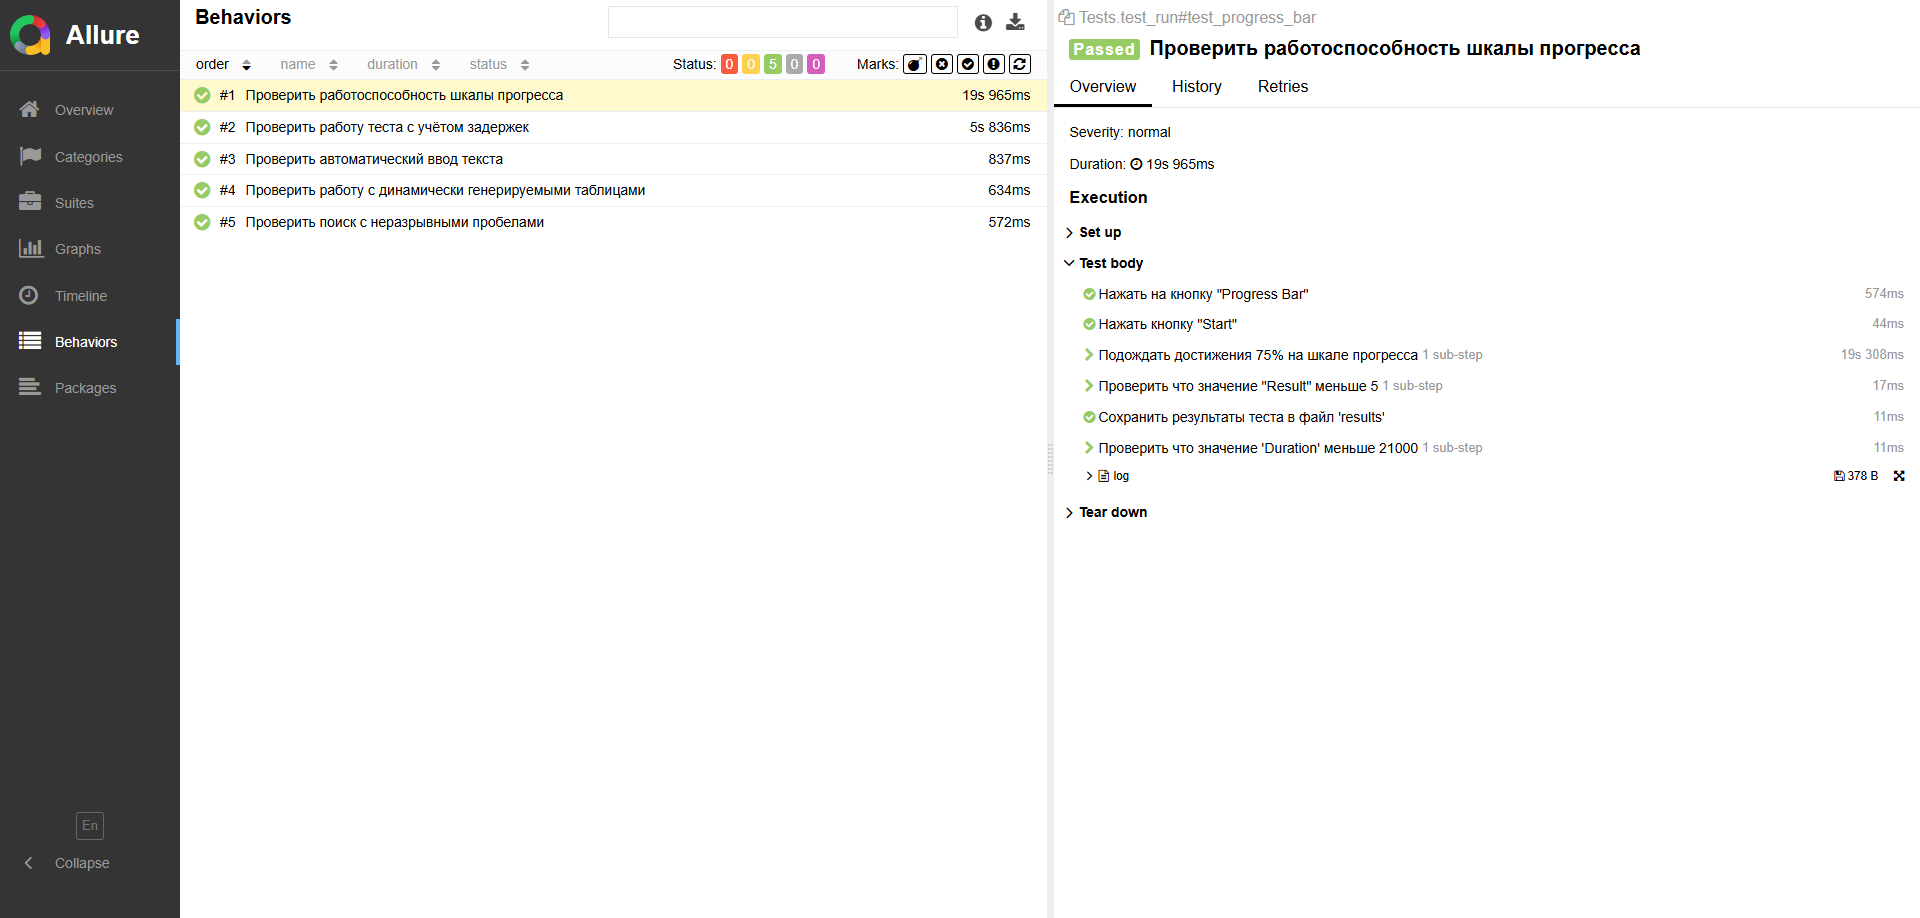 Allure
Overview
Categories
Suites
Graphs
Timeline
Behaviors
Packages
En
Collapse
Behaviors
order name duration status Status: 0 0 5 0 0 Marks:
#1 Проверить работоспособность шкалы прогресса 19s 965ms
#2 Проверить работу теста с учётом задержек 5s 836ms
#3 Проверить автоматический ввод текста 837ms
#4 Проверить работу с динамически генерируемыми таблицами 634ms
#5 Проверить поиск с неразрывными пробелами 572ms
Tests.test_run#test_progress_bar
Passed Проверить работоспособность шкалы прогресса
Overview History Retries
Severity: normal
Duration: 19s 965ms
Execution
Set up
Test body
Нажать на кнопку "Progress Bar" 574ms
Нажать кнопку "Start" 44ms
Подождать достижения 75% на шкале прогресса 1 sub-step 19s 308ms
Проверить что значение "Result" меньше 5 1 sub-step 17ms
Сохранить результаты теста в файл 'results' 11ms
Проверить что значение 'Duration' меньше 21000 1 sub-step 11ms
log 378 B
Tear down